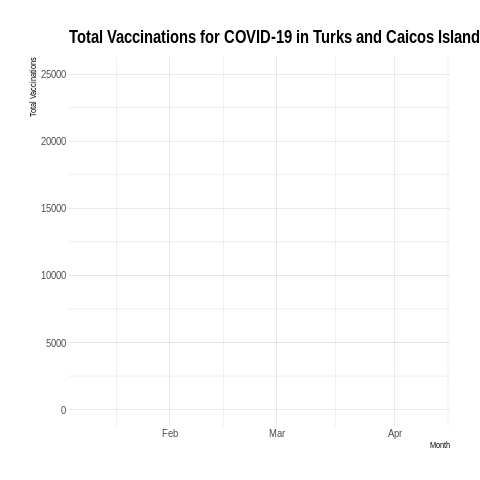 Total Vaccinations for COVID-19 in Turks and Caicos Island
Total Vaccinations
25000
20000
15000
10000
5000
0
Feb Mar Apr
Month